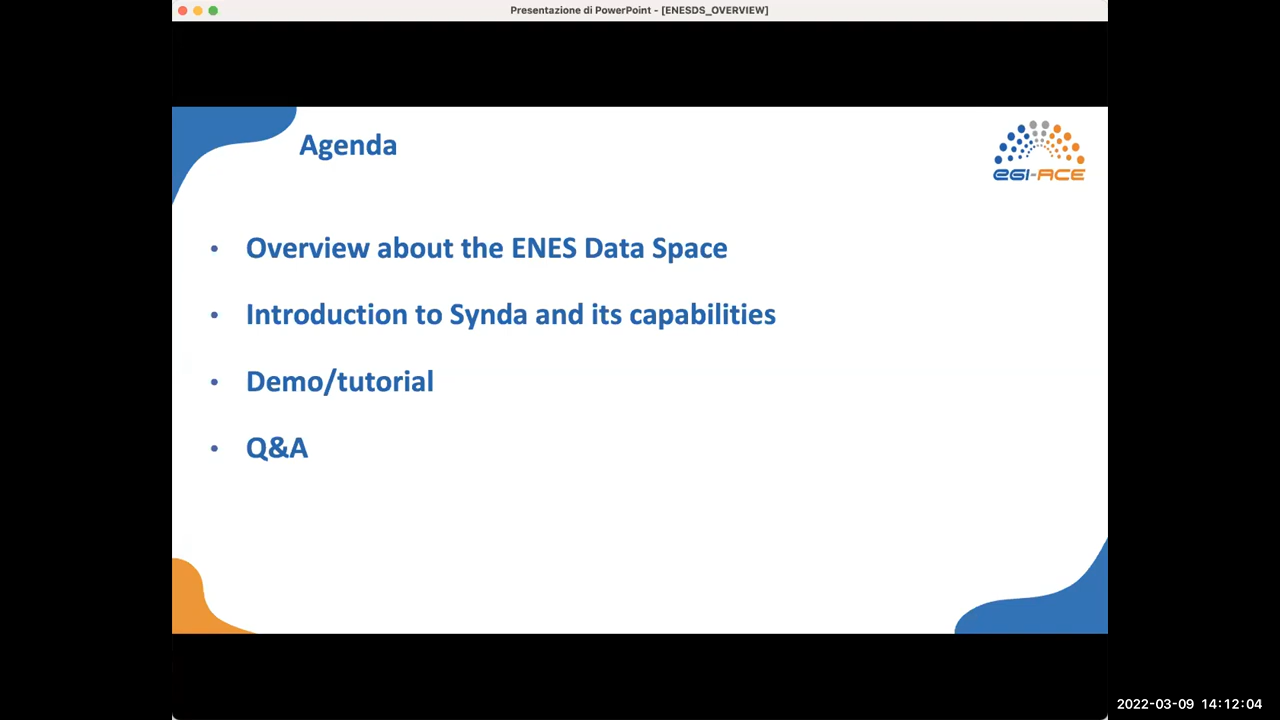 Presentazione di PowerPoint - [ENESDS_OVERVIEW]
Agenda
eGI-ACE
• Overview about the ENES Data Space
• Introduction to Synda and its capabilities
• Demo/tutorial
• Q&A
2022-03-09 14:12:04